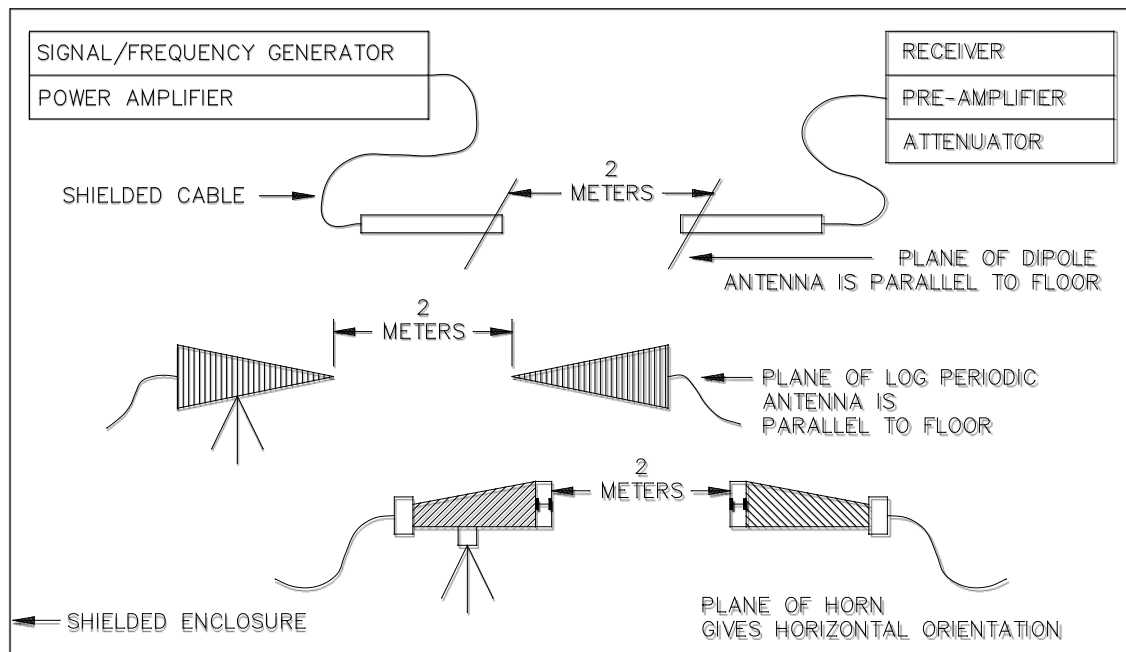 SIGNAL/FREQUENCY GENERATOR
POWER AMPLIFIER
RECEIVER
PRE-AMPLIFIER
ATTENUATOR
SHIELDED CABLE
2
METERS
PLANE OF DIPOLE
ANTENNA IS PARALLEL TO FLOOR
2
METERS
PLANE OF LOG PERIODIC
ANTENNA IS
PARALLEL TO FLOOR
2
METERS
SHIELDED ENCLOSURE
PLANE OF HORN
GIVES HORIZONTAL ORIENTATION